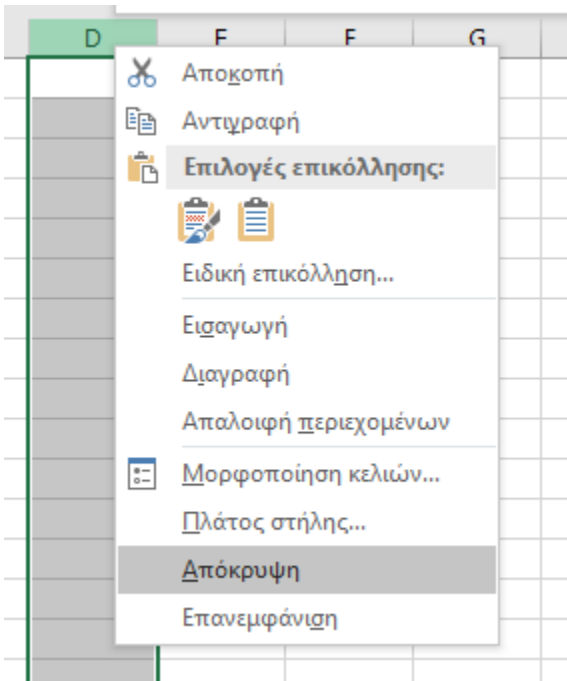 D E F G
Αποκοπή
Αντιγραφή
Επιλογές επικόλλησης:
Ειδική επικόλληση...
Εισαγωγή
Διαγραφή
Απαλοιφή περιεχομένων
Μορφοποίηση κελιών...
Πλάτος στήλης...
Απόκρυψη
Επανεμφάνιση